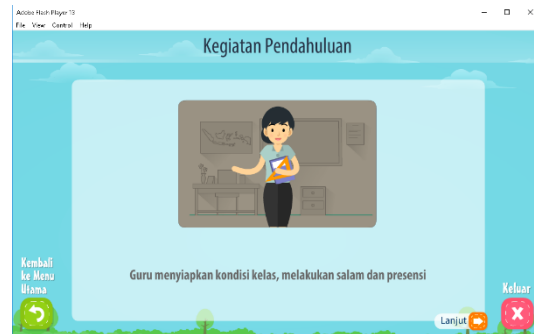 Adobe Flash Player 13
File View Control Help
Kegiatan Pendahuluan
Guru menyiapkan kondisi kelas, melakukan salam dan presensi
Kembali
ke Menu
Utama
Lanjut
Keluar